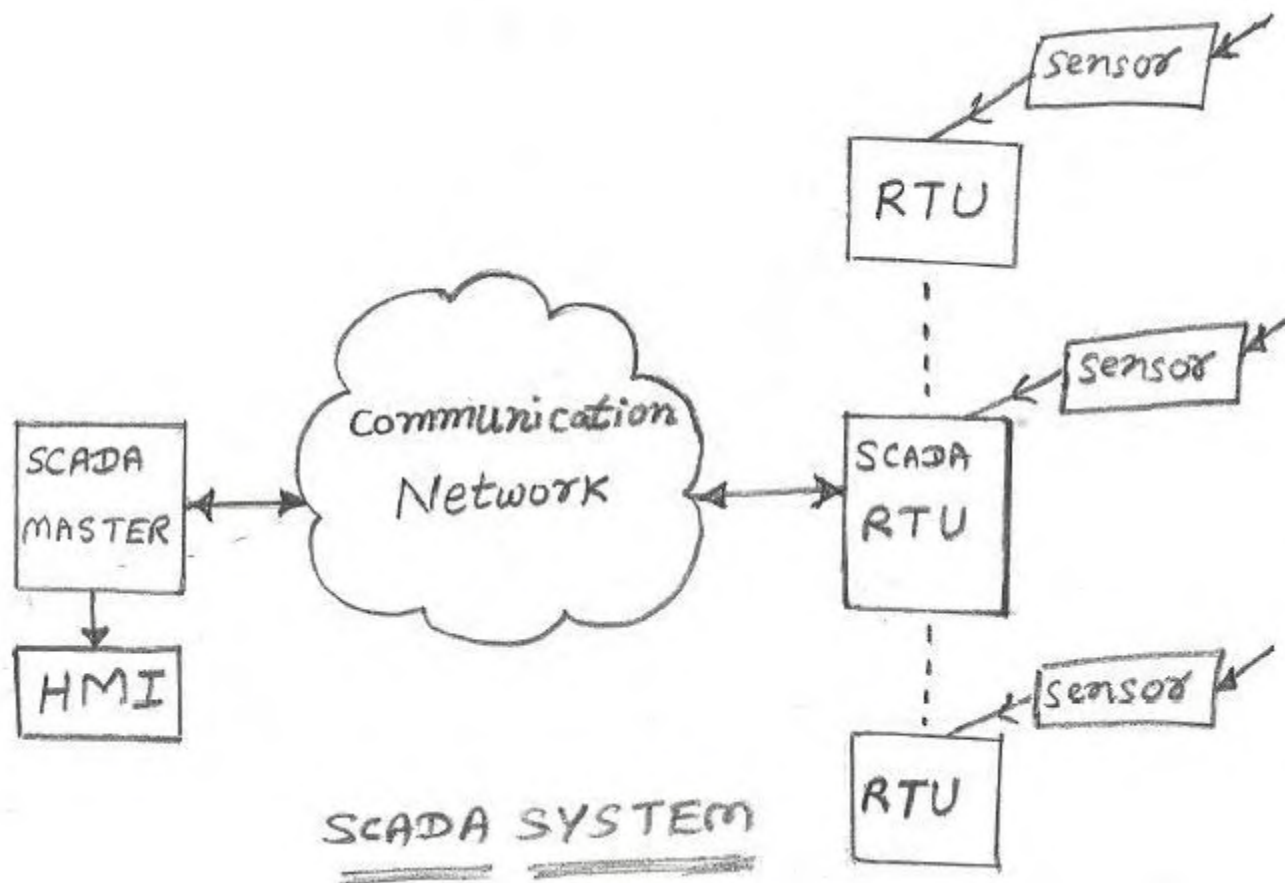 sensor
RTU
sensor
Communication
Network
SCADA
MASTER
SCADA
RTU
HMI
sensor
RTU
SCADA SYSTEM